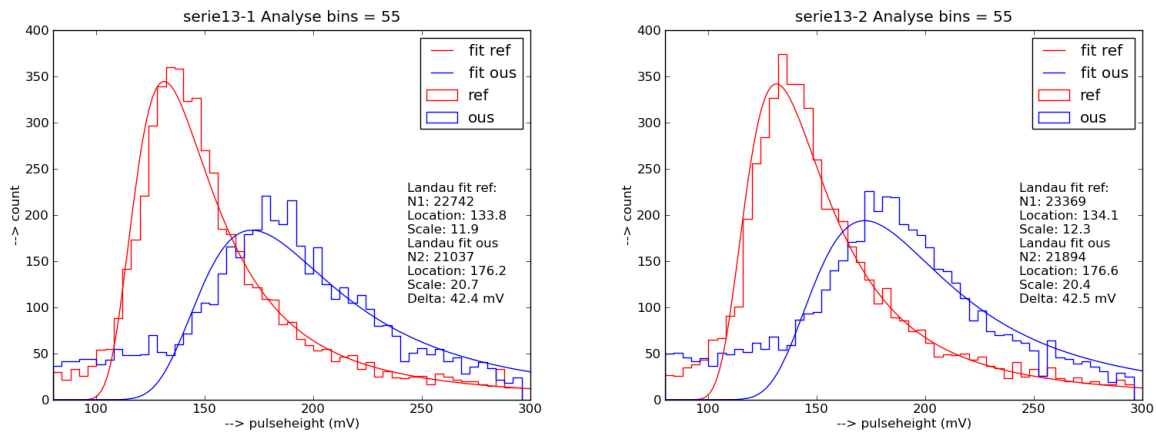 serie13-1 Analyse bins = 55
400
350
300
250
200
150
100
50
0
--> count
100 150 200 250 300
--> pulseheight (mV)
fit ref
fit ous
ref
ous
Landau fit ref:
N1: 22742
Location: 133.8
Scale: 11.9
Landau fit ous
N2: 21037
Location: 176.2
Scale: 20.7
Delta: 42.4 mV
serie13-2 Analyse bins = 55
400
350
300
250
200
150
100
50
0
--> count
100 150 200 250 300
--> pulseheight (mV)
fit ref
fit ous
ref
ous
Landau fit ref:
N1: 23369
Location: 134.1
Scale: 12.3
Landau fit ous
N2: 21894
Location: 176.6
Scale: 20.4
Delta: 42.5 mV